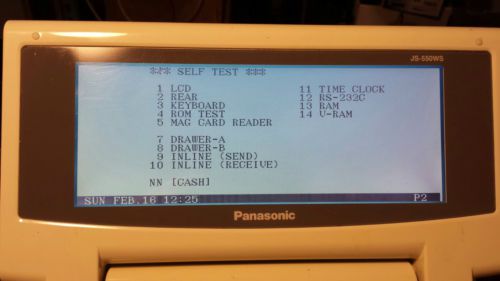 JS-550WS
*** SELF TEST ***
1 LCD
2 REAR
3 KEYBOARD
4 ROM TEST
5 MAG CARD READER
7 DRAWER-A
8 DRAWER-B
9 INLINE (SEND)
10 INLINE (RECEIVE)
11 TIME CLOCK
12 RS-232C
13 RAM
14 V-RAM
NN [CASH]
SUN FEB.16 12:25 P2
Panasonic